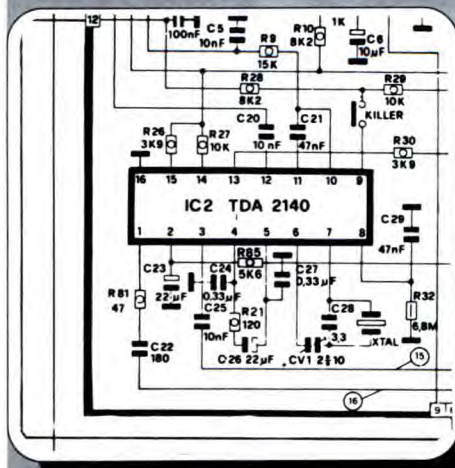 12
100nF
C5
10nF
R9
15K
R10
8K2
1K
C6
10µF
R28
8K2
R29
10K
KILLER
R26
3K9
R27
10K
C20
10nF
C21
47nF
R30
3K9
16 15 14 13 12 11 10 9
IC2 TDA 2140
1 2 3 4 5 6 7 8
C29
47nF
R85
5K6
C23
22µF
C24
0,33µF
C27
0,33µF
R81
47
C25
10nF
R21
120
C28
3,3
XTAL
R32
6,8M
C22
180
C26 22µF
CV1 2÷10
15
16
9